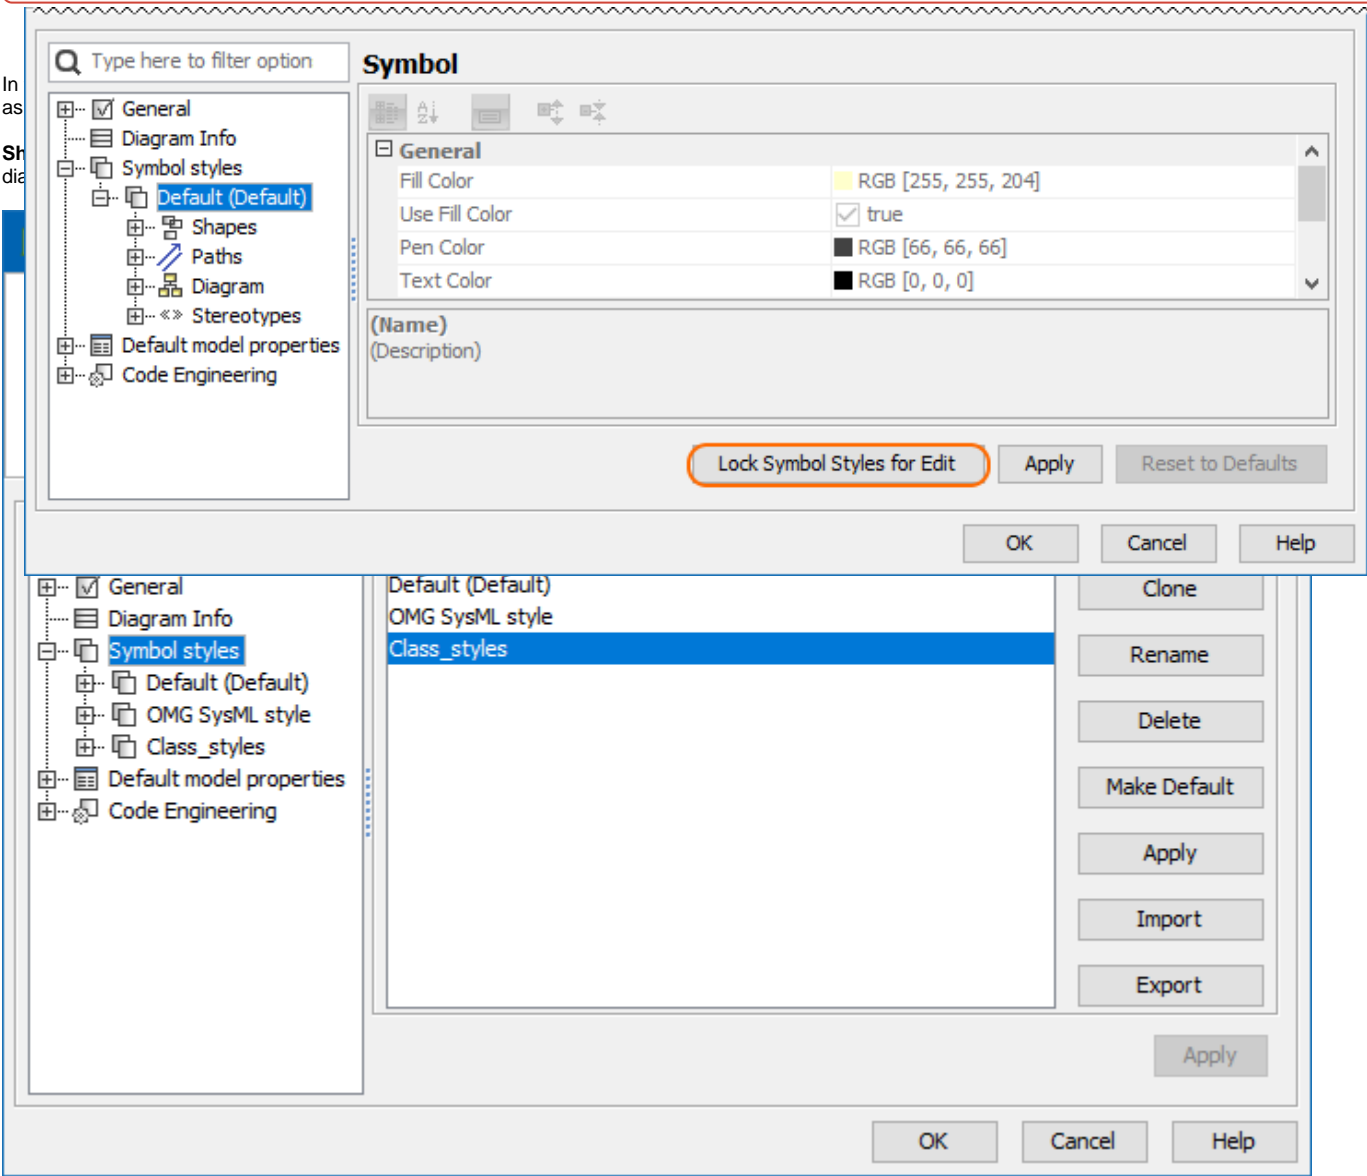 Type here to filter option
Symbol
In
as
General
Diagram Info
Sh
dia
Symbol styles
Default (Default)
Shapes
Paths
Diagram
Stereotypes
Default model properties
Code Engineering
General
Fill Color RGB [255, 255, 204]
Use Fill Color true
Pen Color RGB [66, 66, 66]
Text Color RGB [0, 0, 0]
(Name)
(Description)
Lock Symbol Styles for Edit Apply Reset to Defaults
OK Cancel Help
General
Diagram Info
Symbol styles
Default (Default)
OMG SysML style
Class_styles
Default model properties
Code Engineering
Default (Default)
OMG SysML style
Class_styles
Clone
Rename
Delete
Make Default
Apply
Import
Export
Apply
OK Cancel Help